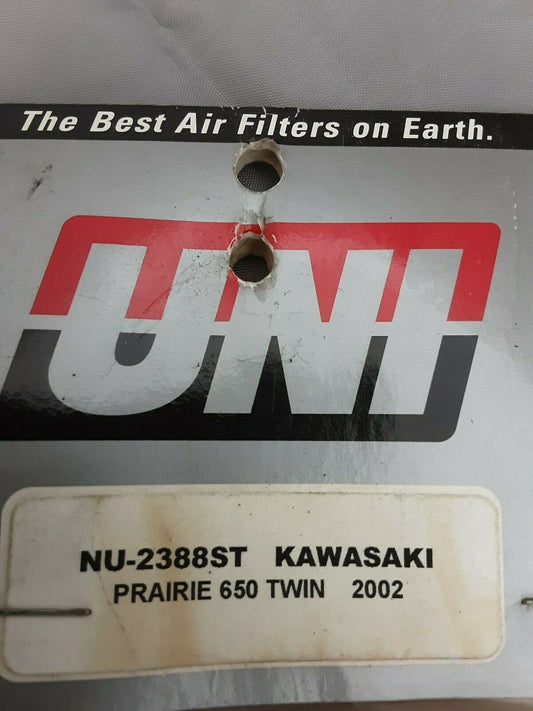 The Best Air Filters on Earth.
UNI
NU-2388ST KAWASAKI
PRAIRIE 650 TWIN 2002